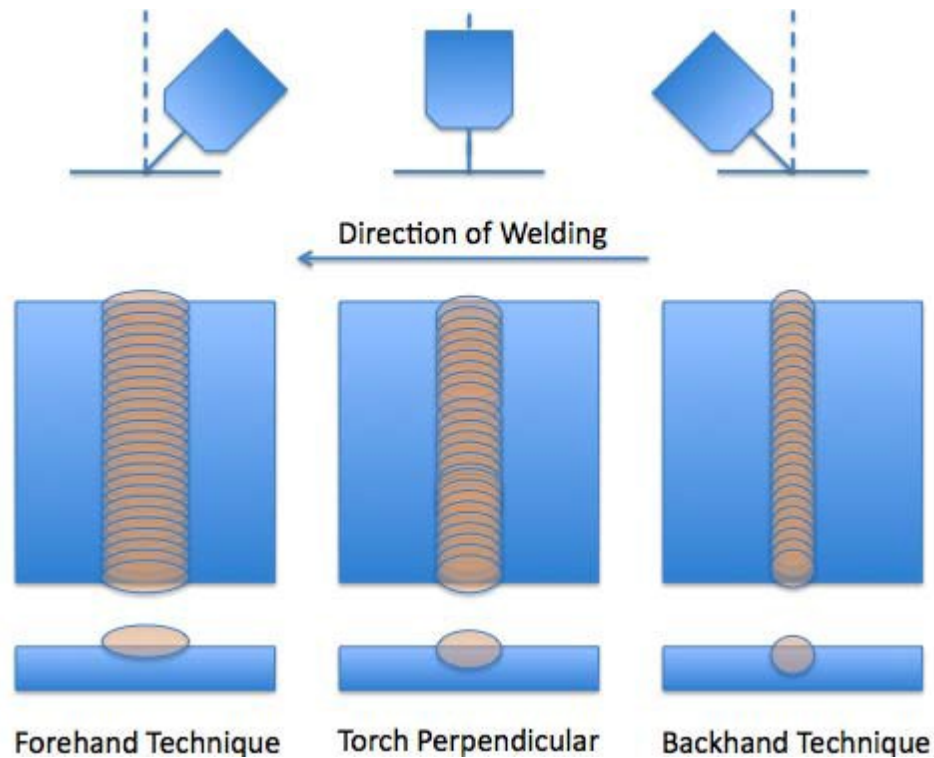 Direction of Welding
Forehand Technique
Torch Perpendicular
Backhand Technique